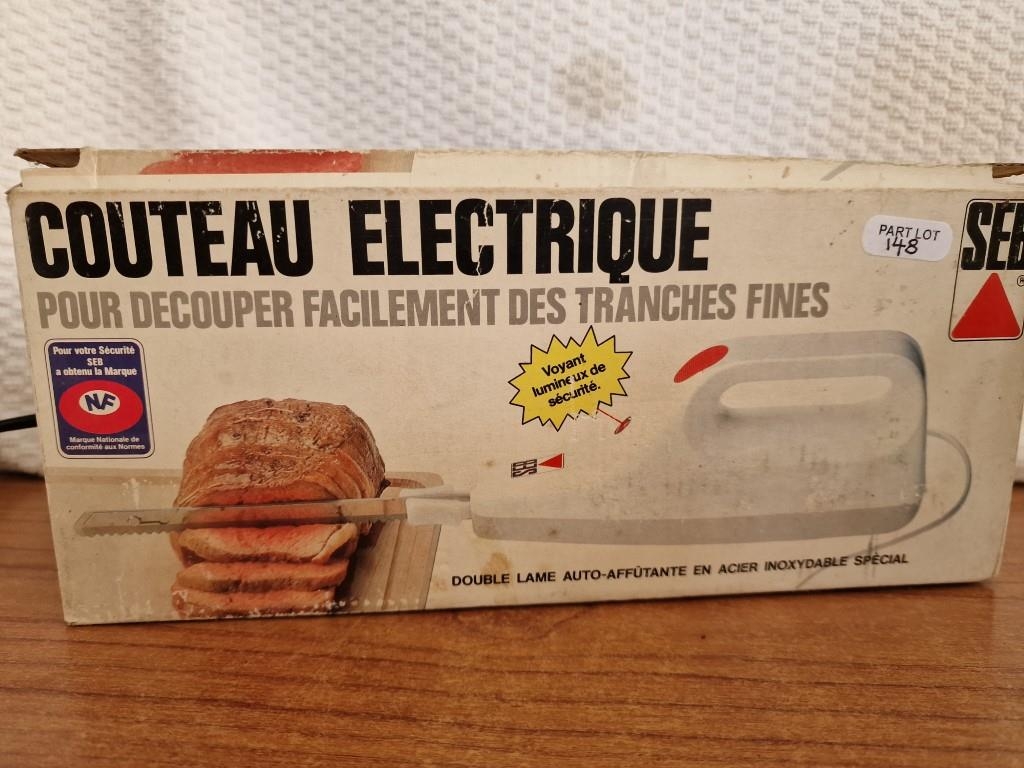 COUTEAU ELECTRIQUE
PART LOT
148
SEB
POUR DECOUPER FACILEMENT DES TRANCHES FINES
Pour votre Sécurité
SEB
a obtenu la Marque
NF
Marque Nationale de
conformité aux Normes
Voyant
lumineux de
sécurité.
SEB
DOUBLE LAME AUTO-AFFÛTANTE EN ACIER INOXYDABLE SPÉCIAL